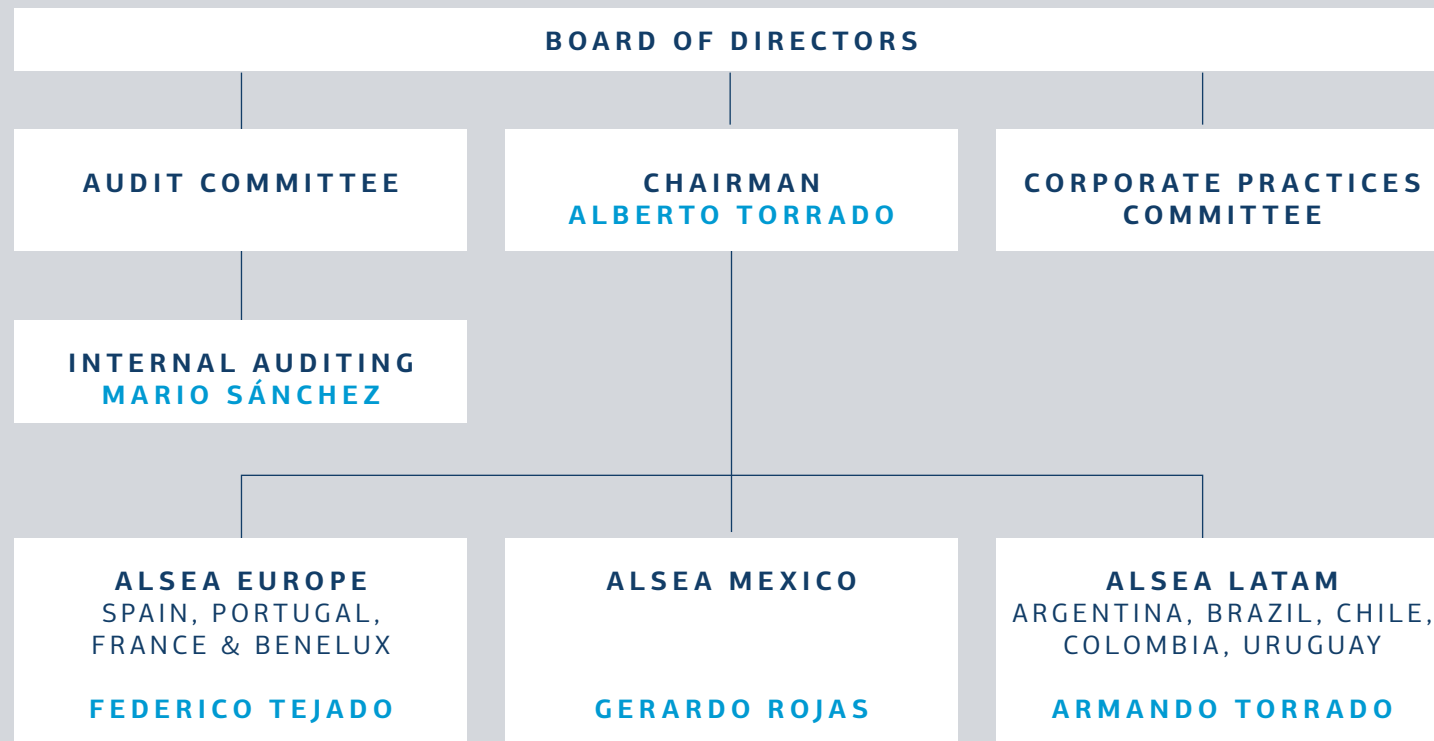 BOARD OF DIRECTORS
AUDIT COMMITTEE
CHAIRMAN
ALBERTO TORRADO
CORPORATE PRACTICES
COMMITTEE
INTERNAL AUDITING
MARIO SÁNCHEZ
ALSEA EUROPE
SPAIN, PORTUGAL,
FRANCE & BENELUX
FEDERICO TEJADO
ALSEA MEXICO
GERARDO ROJAS
ALSEA LATAM
ARGENTINA, BRAZIL, CHILE,
COLOMBIA, URUGUAY
ARMANDO TORRADO